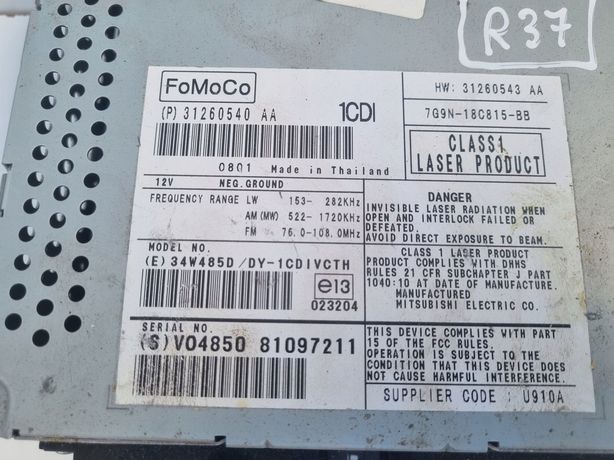 R37
FoMoCo
(P) 31260540 AA
1CDI
0801 Made in Thailand
HW: 31260543 AA
7G9N-18C815-BB
CLASS1
LASER PRODUCT
12V NEG.GROUND
FREQUENCY RANGE LW 153- 282KHz
AM(MW) 522-1720KHz
FM 76.0-108.0MHz
MODEL NO.
(E) 34W485D/DY-1CDIVCTH
e13
023204
SERIAL NO.
(S)V04850 81097211
DANGER
INVISIBLE LASER RADIATION WHEN
OPEN AND INTERLOCK FAILED OR
DEFEATED.
AVOID DIRECT EXPOSURE TO BEAM.
CLASS 1 LASER PRODUCT
PRODUCT COMPLIES WITH DHHS
RULES 21 CFR SUBCHAPTER J PART
1040:10 AT DATE OF MANUFACTURE.
MANUFACTURED
MITSUBISHI ELECTRIC CO.
THIS DEVICE COMPLIES WITH PART
15 OF THE FCC RULES.
OPERATION IS SUBJECT TO THE
CONDITION THAT THIS DEVICE DOES
NOT CAUSE HARMFUL INTERFERENCE.
SUPPLIER CODE : U910A